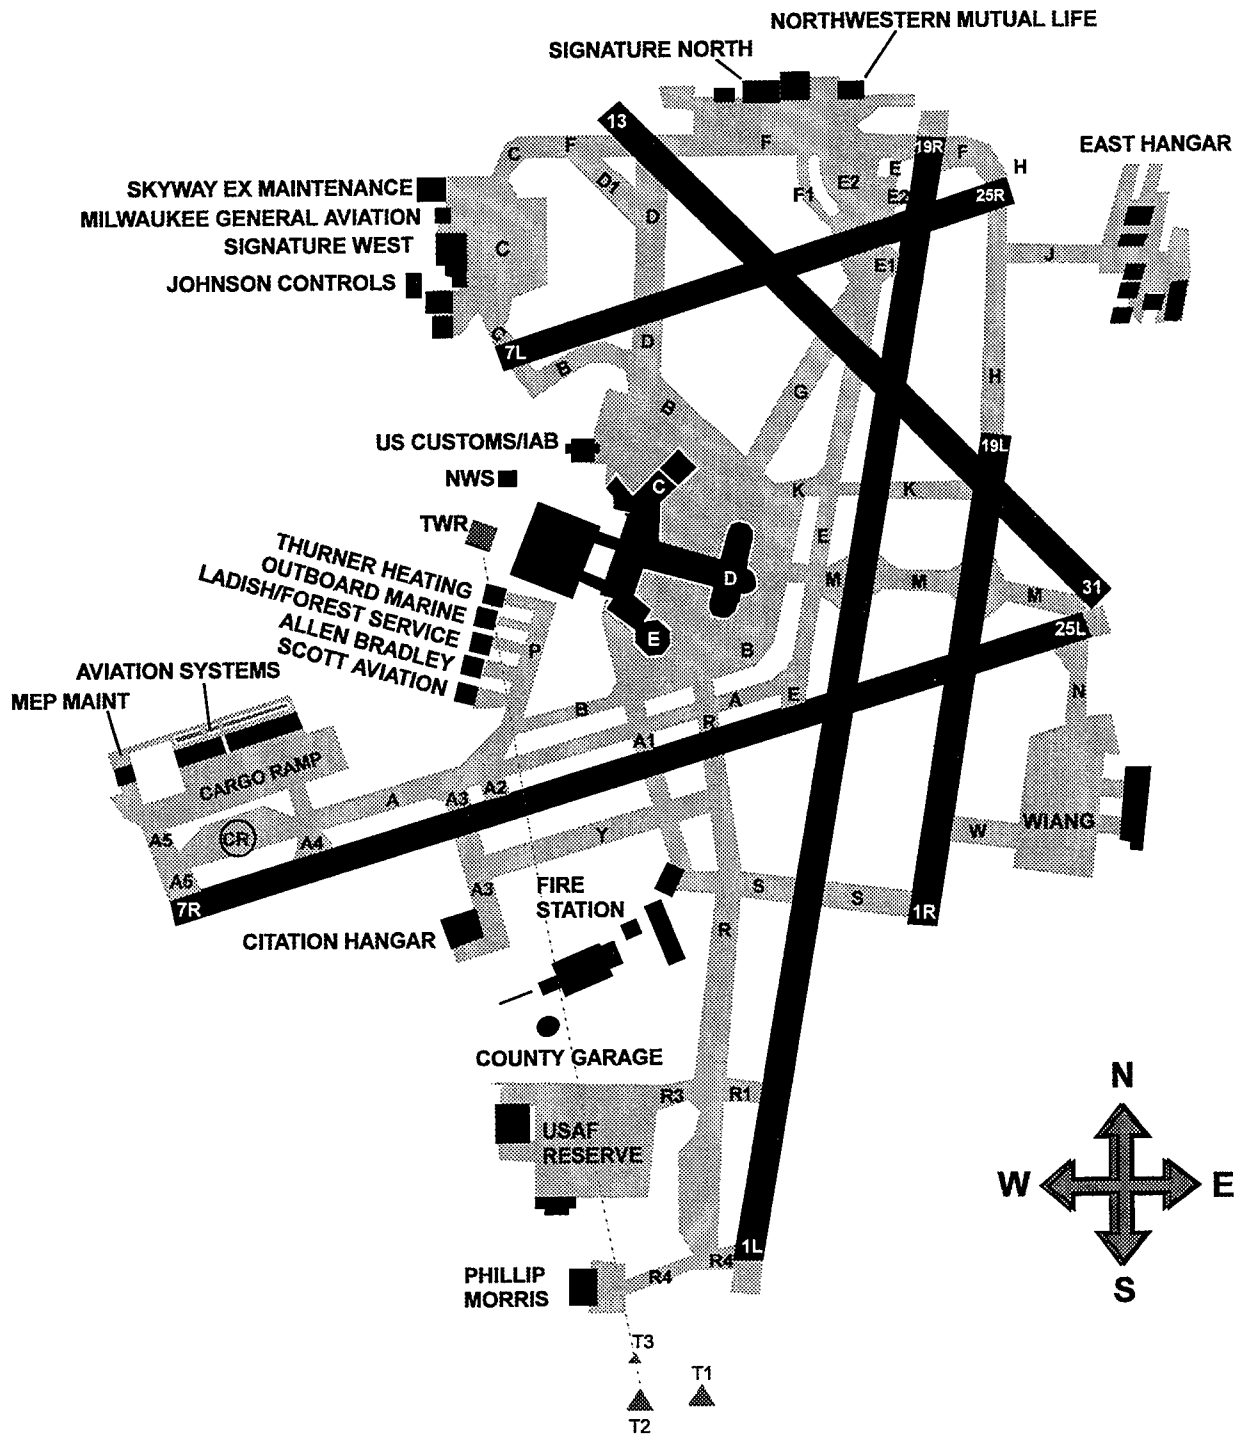 NORTHWESTERN MUTUAL LIFE
SIGNATURE NORTH
13
EAST HANGAR
C
F
F
19R
F
H
E
SKYWAY EX MAINTENANCE
D1
F1
E2
E2
25R
MILWAUKEE GENERAL AVIATION
D
SIGNATURE WEST
C
J
E1
JOHNSON CONTROLS
C
7L
D
B
H
G
B
US CUSTOMS/IAB
19L
NWS
C
K
K
TWR
E
THURNER HEATING
OUTBOARD MARINE
LADISH/FOREST SERVICE
ALLEN BRADLEY
SCOTT AVIATION
D
M
M
M
31
25L
E
P
B
AVIATION SYSTEMS
MEP MAINT
B
A
E
N
R
A1
CARGO RAMP
A
A3
A2
A5
CR
A4
Y
W
WIANG
A6
7R
A3
FIRE
STATION
S
S
1R
CITATION HANGAR
R
COUNTY GARAGE
R3
R1
N
USAF
RESERVE
W
E
1L
R4
R4
S
PHILLIP
MORRIS
T3
T1
T2